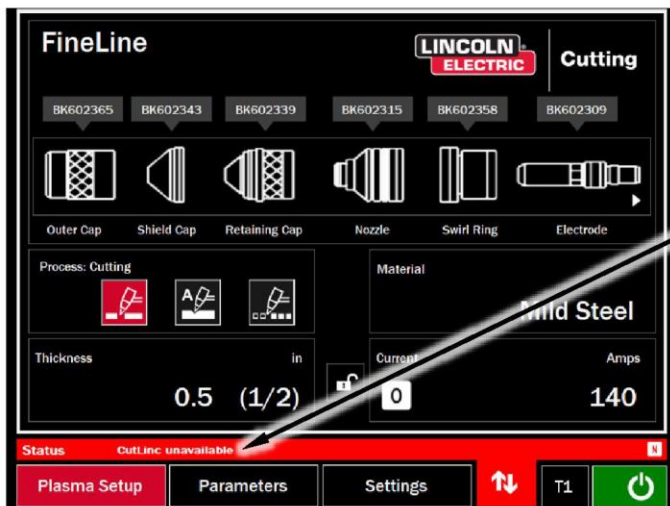 FineLine
LINCOLN
ELECTRIC
Cutting
BK602365 BK602343 BK602339 BK602315 BK602358 BK602309
Outer Cap Shield Cap Retaining Cap Nozzle Swirl Ring Electrode
Process: Cutting
A
Material
Mild Steel
Thickness in
0.5 (1/2)
Current Amps
0 140
Status CutLinc unavailable N
Plasma Setup Parameters Settings T1